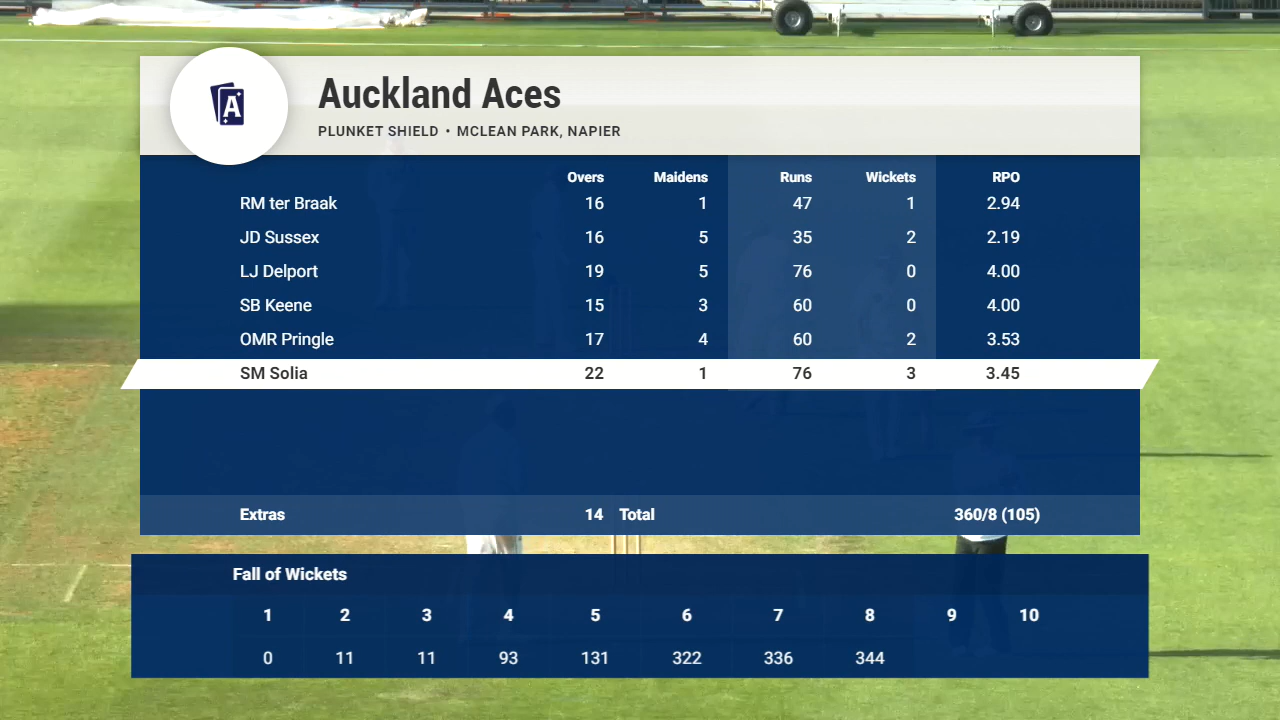 A
Auckland Aces
PLUNKET SHIELD • MCLEAN PARK, NAPIER
Overs Maidens Runs Wickets RPO
RM ter Braak 16 1 47 1 2.94
JD Sussex 16 5 35 2 2.19
LJ Delport 19 5 76 0 4.00
SB Keene 15 3 60 0 4.00
OMR Pringle 17 4 60 2 3.53
SM Solia 22 1 76 3 3.45
Extras 14 Total 360/8 (105)
Fall of Wickets
1 2 3 4 5 6 7 8 9 10
0 11 11 93 131 322 336 344